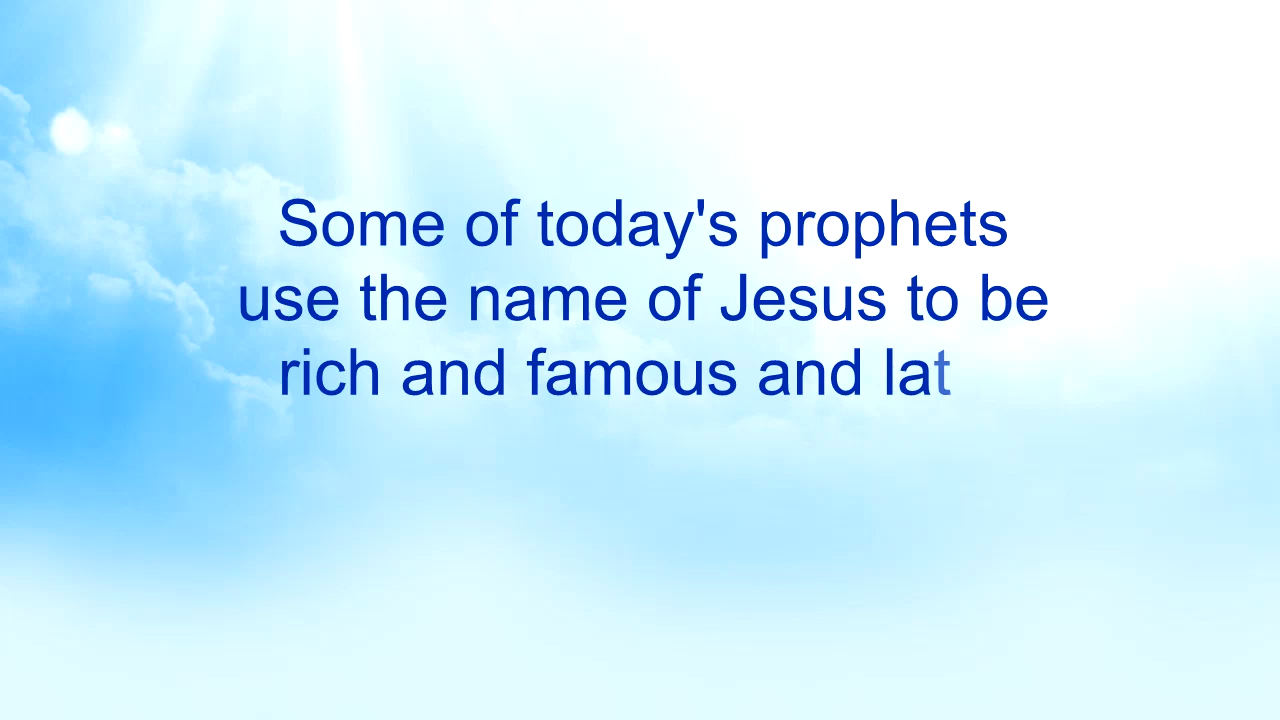 Some of today's prophets
use the name of Jesus to be
rich and famous and lat